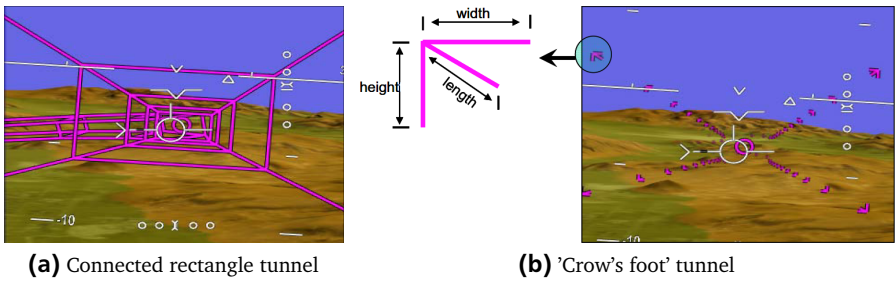 width
height
length
-10
-10
(a) Connected rectangle tunnel
(b) 'Crow's foot' tunnel